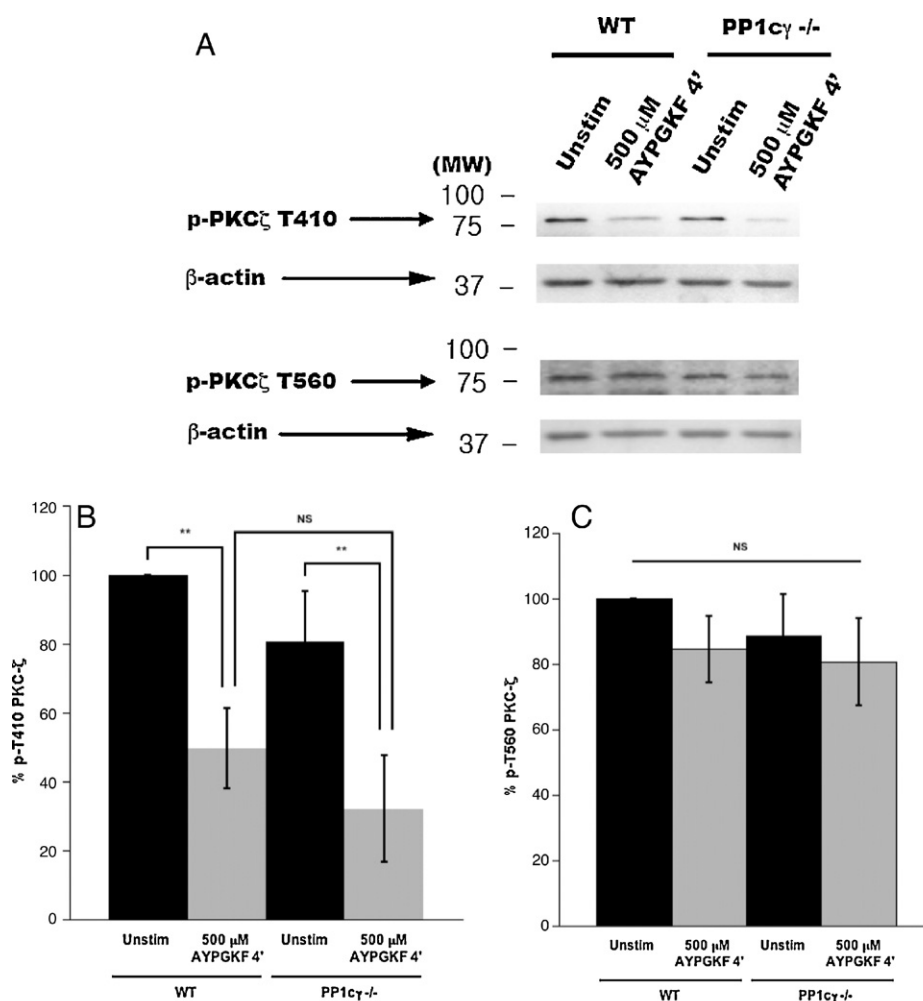 A
WT PP1cγ -/-
Unstim 500 μM AYPGKF 4' Unstim 500 μM AYPGKF 4'
(MW)
100 –
p-PKCζ T410 75 –
β-actin 37 –
100 –
p-PKCζ T560 75 –
β-actin 37 –
B
% p-T410 PKC-ζ
120
100
80
60
40
20
0
**
NS
**
Unstim 500 μM AYPGKF 4' Unstim 500 μM AYPGKF 4'
WT PP1cγ -/-
C
% p-T560 PKC-ζ
120
100
80
60
40
20
0
NS
Unstim 500 μM AYPGKF 4' Unstim 500 μM AYPGKF 4'
WT PP1cγ -/-